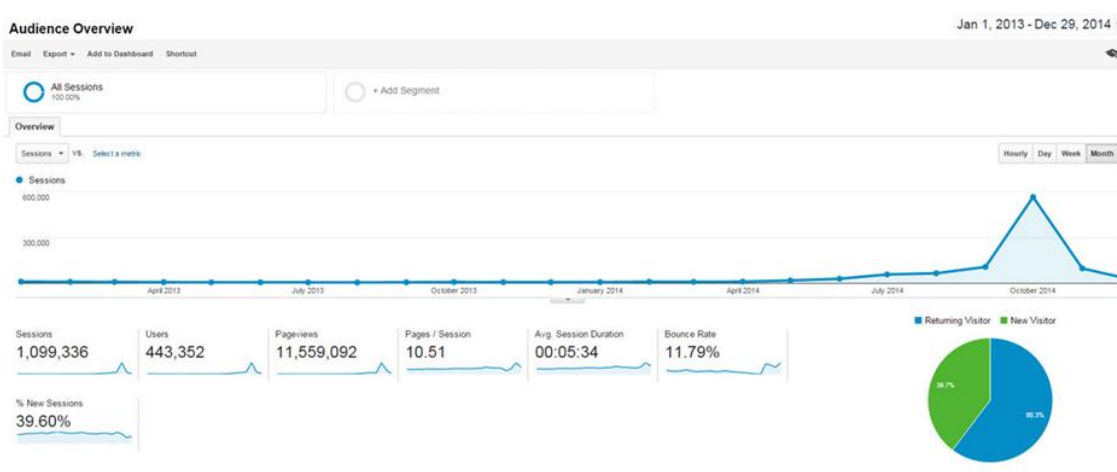 Audience Overview
Jan 1, 2013 - Dec 29, 2014
Email Export Add to Dashboard Shortcut
All Sessions
100.00%
+ Add Segment
Overview
Sessions VS. Select a metric
Hourly Day Week Month
Sessions
600,000
300,000
April 2013 July 2013 October 2013 January 2014 April 2014 July 2014 October 2014
Returning Visitor New Visitor
Sessions Users Pageviews Pages / Session Avg. Session Duration Bounce Rate
1,099,336 443,352 11,559,092 10.51 00:05:34 11.79%
% New Sessions
39.60%
39.7%
60.3%